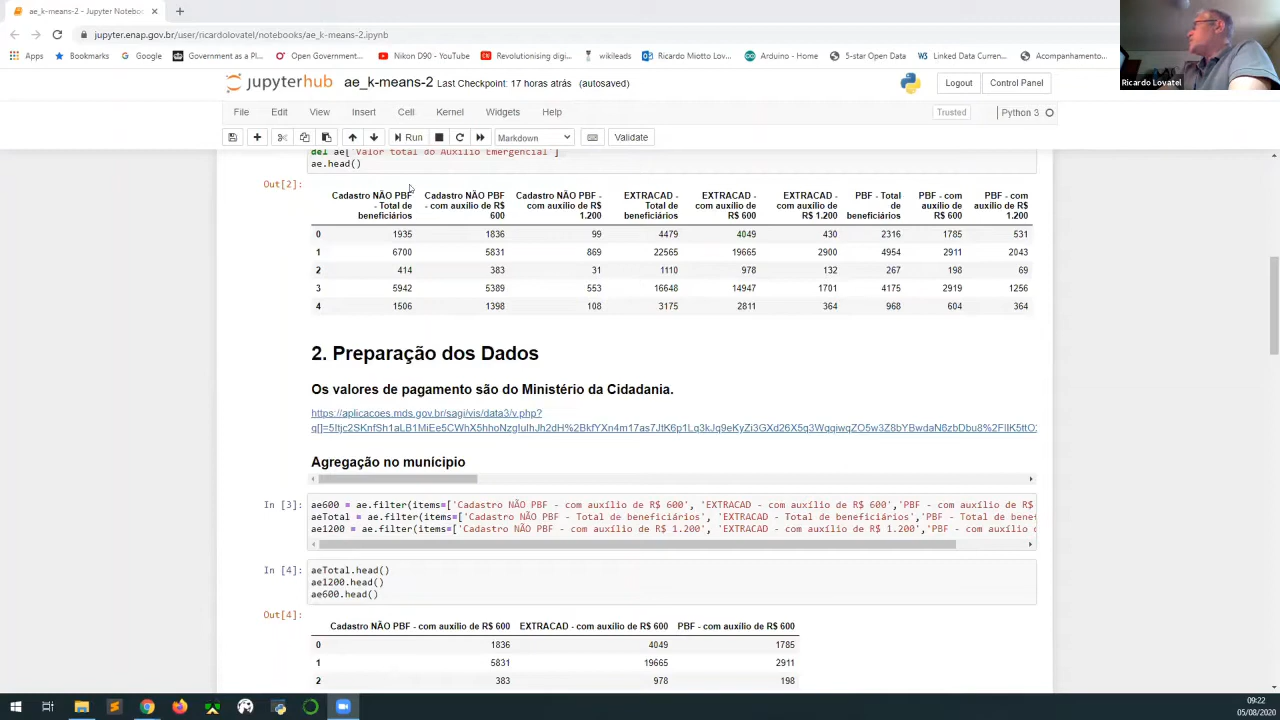 ae_k-means-2 - Jupyter Noteboo
jupyter.enap.gov.br/user/ricardolovatel/notebooks/ae_k-means-2.ipynb
Apps Bookmarks Google Government as a Pl... Open Government... Nikon D90 - YouTube Revolutionising digit... wikileads Ricardo Miotto Lov... Arduino - Home 5-star Open Data Linked Data Curren... Acompanhamento...
Ricardo Lovatel
jupyterhub ae_k-means-2 Last Checkpoint: 17 horas atrás (autosaved) Logout Control Panel
File Edit View Insert Cell Kernel Widgets Help Trusted Python 3
Run Markdown Validate
del ae['Valor total do Auxílio Emergencial']
ae.head()
Out[2]:
Cadastro NÃO PBF - Total de beneficiários Cadastro NÃO PBF - com auxílio de R$ 600 Cadastro NÃO PBF - com auxílio de R$ 1.200 EXTRACAD - Total de beneficiários EXTRACAD - com auxílio de R$ 600 EXTRACAD - com auxílio de R$ 1.200 PBF - Total de beneficiários PBF - com auxílio de R$ 600 PBF - com auxílio de R$ 1.200
0 1935 1836 99 4479 4049 430 2316 1785 531
1 6700 5831 869 22565 19665 2900 4954 2911 2043
2 414 383 31 1110 978 132 267 198 69
3 5942 5389 553 16648 14947 1701 4175 2919 1256
4 1506 1398 108 3175 2811 364 968 604 364
2. Preparação dos Dados
Os valores de pagamento são do Ministério da Cidadania.
https://aplicacoes.mds.gov.br/sagi/vis/data3/v.php?
Agregação no munícipio
In [3]: ae600 = ae.filter(items=['Cadastro NÃO PBF - com auxílio de R$ 600', 'EXTRACAD - com auxílio de R$ 600','PBF - com auxílio de R$
aeTotal = ae.filter(items=['Cadastro NÃO PBF - Total de beneficiários', 'EXTRACAD - Total de beneficiários','PBF - Total de benef
ae1200 = ae.filter(items=['Cadastro NÃO PBF - com auxílio de R$ 1.200', 'EXTRACAD - com auxílio de R$ 1.200','PBF - com auxílio d
In [4]: aeTotal.head()
ae1200.head()
ae600.head()
Out[4]:
Cadastro NÃO PBF - com auxílio de R$ 600 EXTRACAD - com auxílio de R$ 600 PBF - com auxílio de R$ 600
0 1836 4049 1785
1 5831 19665 2911
2 383 978 198
09:22
05/08/2020